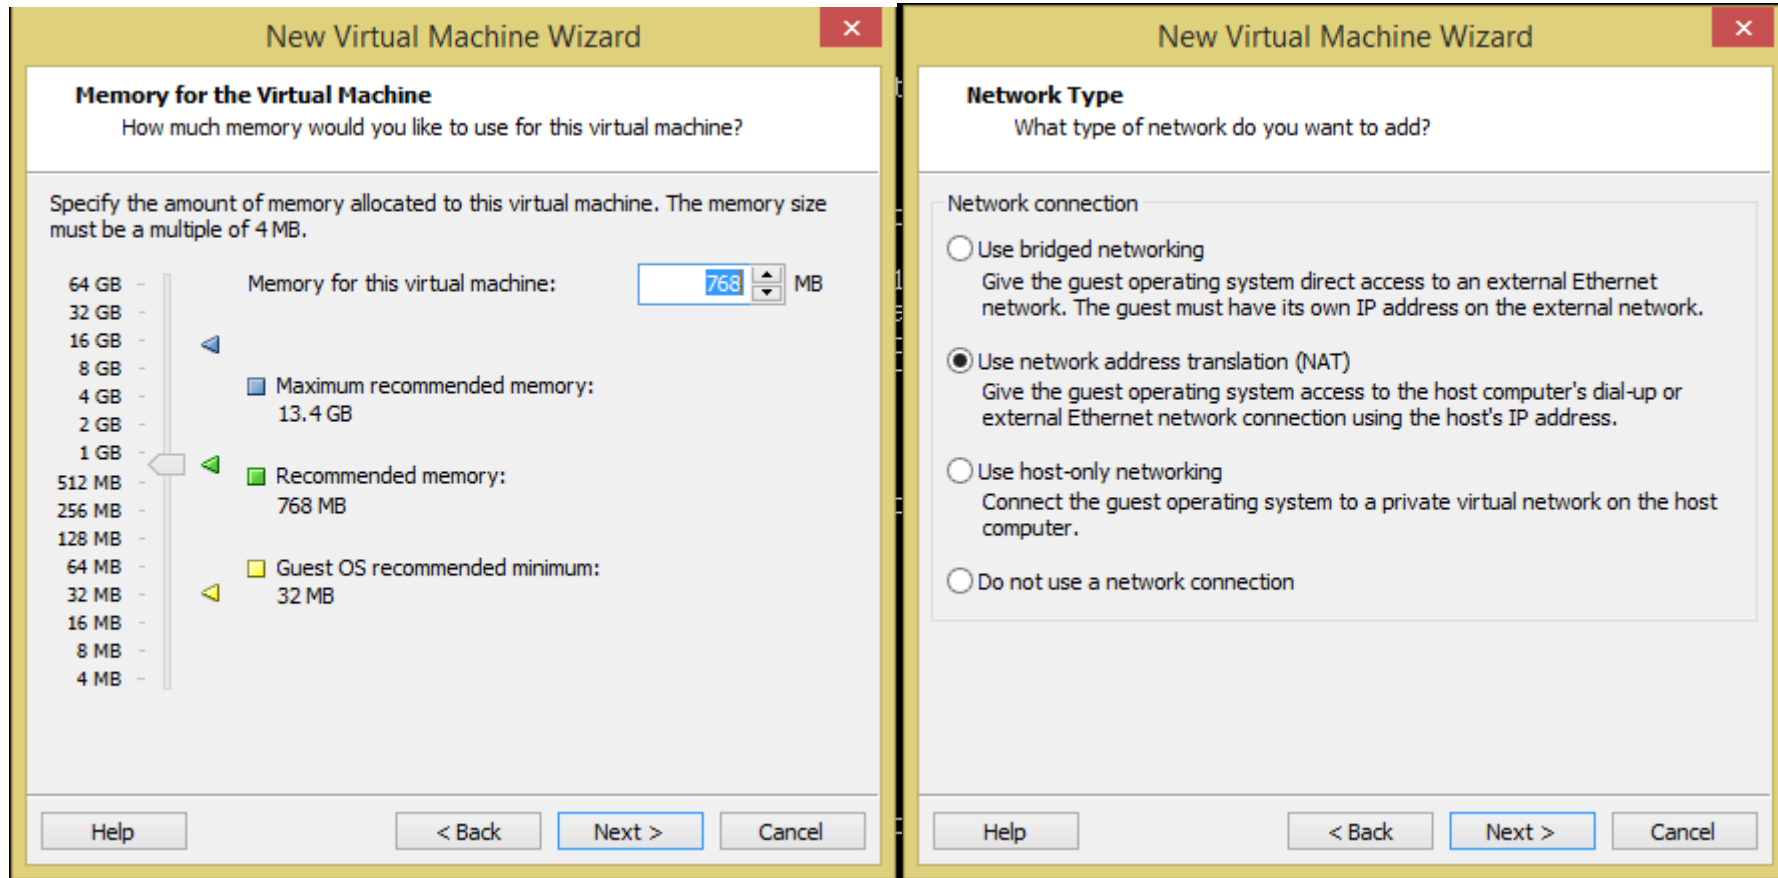 New Virtual Machine Wizard
Memory for the Virtual Machine
How much memory would you like to use for this virtual machine?
Specify the amount of memory allocated to this virtual machine. The memory size
must be a multiple of 4 MB.
64 GB
32 GB
16 GB
8 GB
4 GB
2 GB
1 GB
512 MB
256 MB
128 MB
64 MB
32 MB
16 MB
8 MB
4 MB
Memory for this virtual machine: 768 MB
Maximum recommended memory:
13.4 GB
Recommended memory:
768 MB
Guest OS recommended minimum:
32 MB
Help
< Back
Next >
Cancel
New Virtual Machine Wizard
Network Type
What type of network do you want to add?
Network connection
Use bridged networking
Give the guest operating system direct access to an external Ethernet
network. The guest must have its own IP address on the external network.
Use network address translation (NAT)
Give the guest operating system access to the host computer's dial-up or
external Ethernet network connection using the host's IP address.
Use host-only networking
Connect the guest operating system to a private virtual network on the host
computer.
Do not use a network connection
Help
< Back
Next >
Cancel